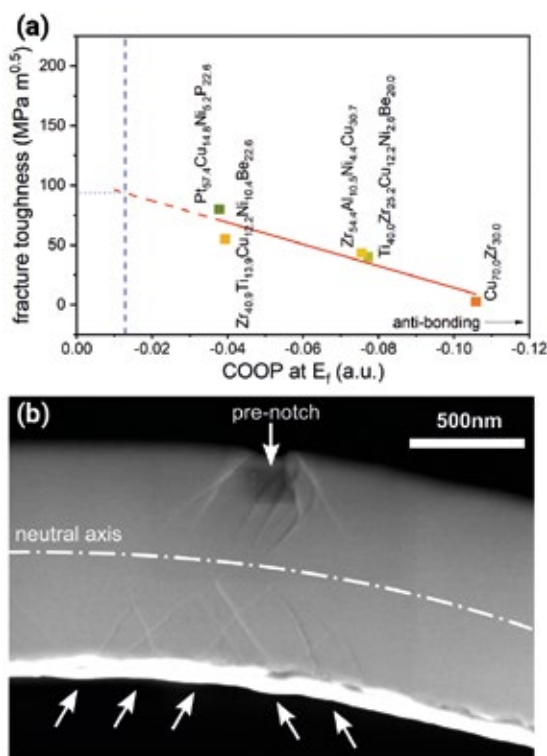 (a)
fracture toughness (MPa m^0.5)
200
150
100
50
0
Pt57.4Cu14.8Ni5.2P22.6
Zr40.9Ti13.9Cu12.2Ni10.4Be22.6
Zr54.4Al10.5Ni4.4Cu30.7
Ti40.0Zr25.2Cu12.2Ni2.6Be20.0
Cu70.0Zr30.0
anti-bonding
0.00 -0.02 -0.04 -0.06 -0.08 -0.10 -0.12
COOP at Ef (a.u.)
(b)
pre-notch
500nm
neutral axis